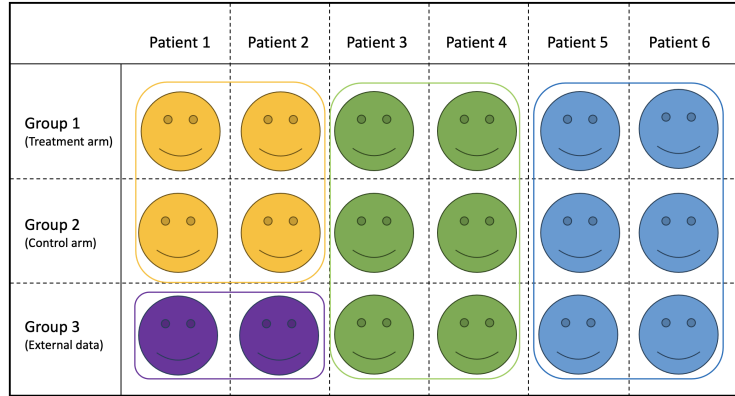 Patient 1 Patient 2 Patient 3 Patient 4 Patient 5 Patient 6
Group 1
(Treatment arm)
Group 2
(Control arm)
Group 3
(External data)